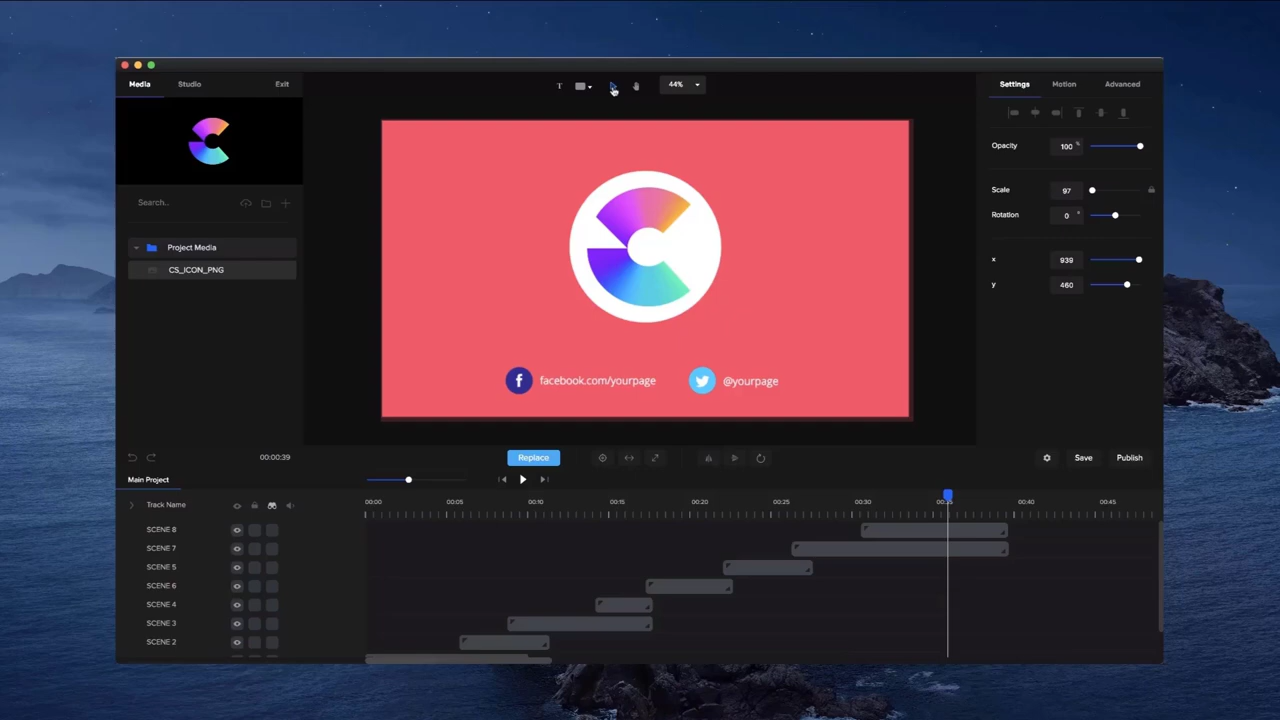 Media Studio Exit
T 44%
Settings Motion Advanced
Opacity 100 %
Search..
Scale 97
Rotation 0 °
Project Media
CS_ICON_PNG
x 939
y 460
f facebook.com/yourpage @yourpage
00:00:39 Replace Save Publish
Main Project
Track Name 00:00 00:05 00:10 00:15 00:20 00:25 00:30 00:40 00:45
SCENE 8
SCENE 7
SCENE 5
SCENE 6
SCENE 4
SCENE 3
SCENE 2